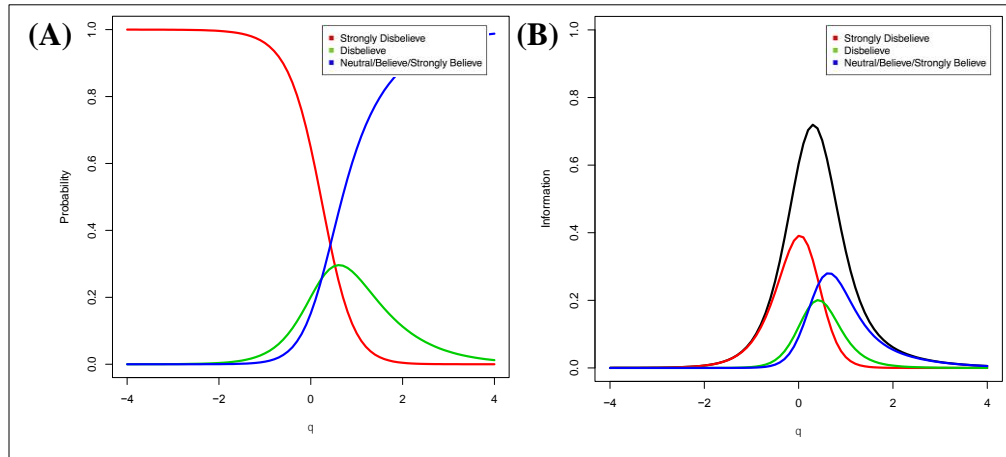 (A)
Strongly Disbelieve
Disbelieve
Neutral/Believe/Strongly Believe
Probability
1.0
0.8
0.6
0.4
0.2
0.0
−4
−2
0
2
4
q
(B)
Strongly Disbelieve
Disbelieve
Neutral/Believe/Strongly Believe
Information
1.0
0.8
0.6
0.4
0.2
0.0
−4
−2
0
2
4
q